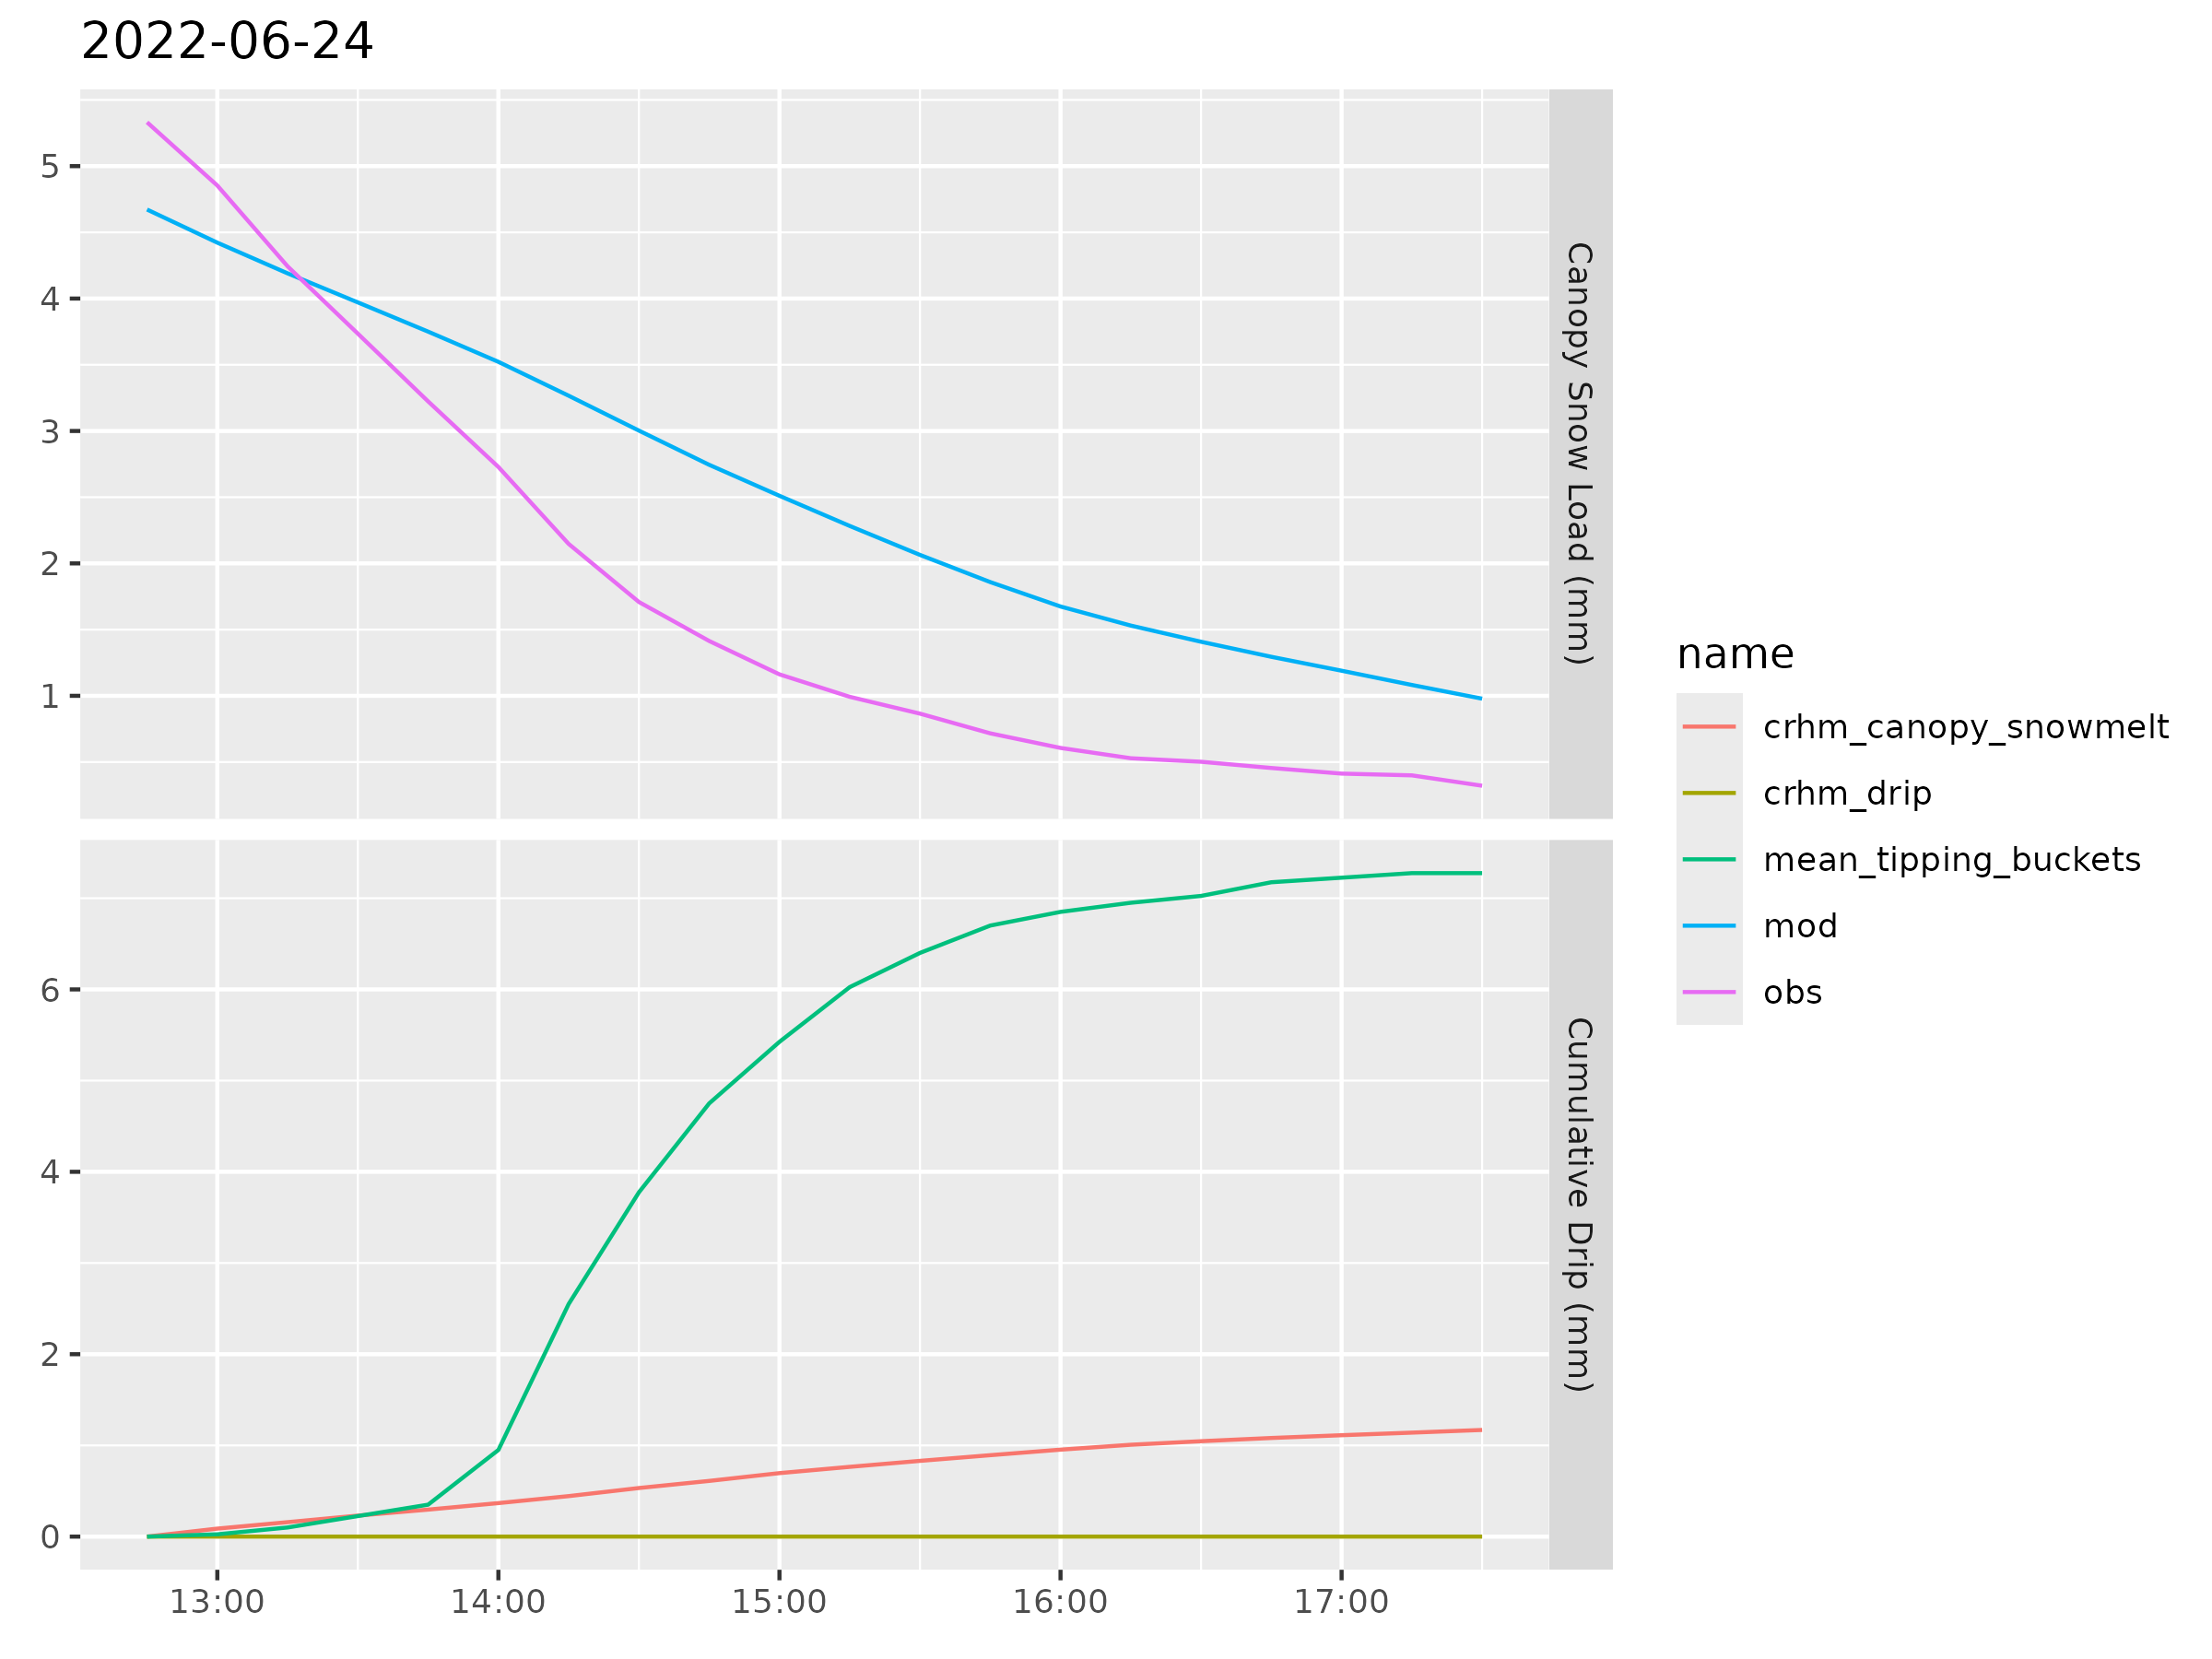 2022-06-24
5
4
3
2
1
Canopy Snow Load (mm)
6
4
2
0
Cumulative Drip (mm)
13:00 14:00 15:00 16:00 17:00
name
crhm_canopy_snowmelt
crhm_drip
mean_tipping_buckets
mod
obs